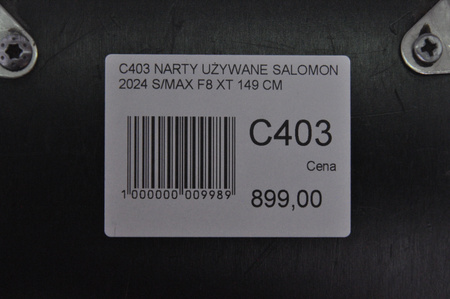 C403 NARTY UŻYWANE SALOMON
2024 S/MAX F8 XT 149 CM
C403
Cena
899,00
1 000000 009989